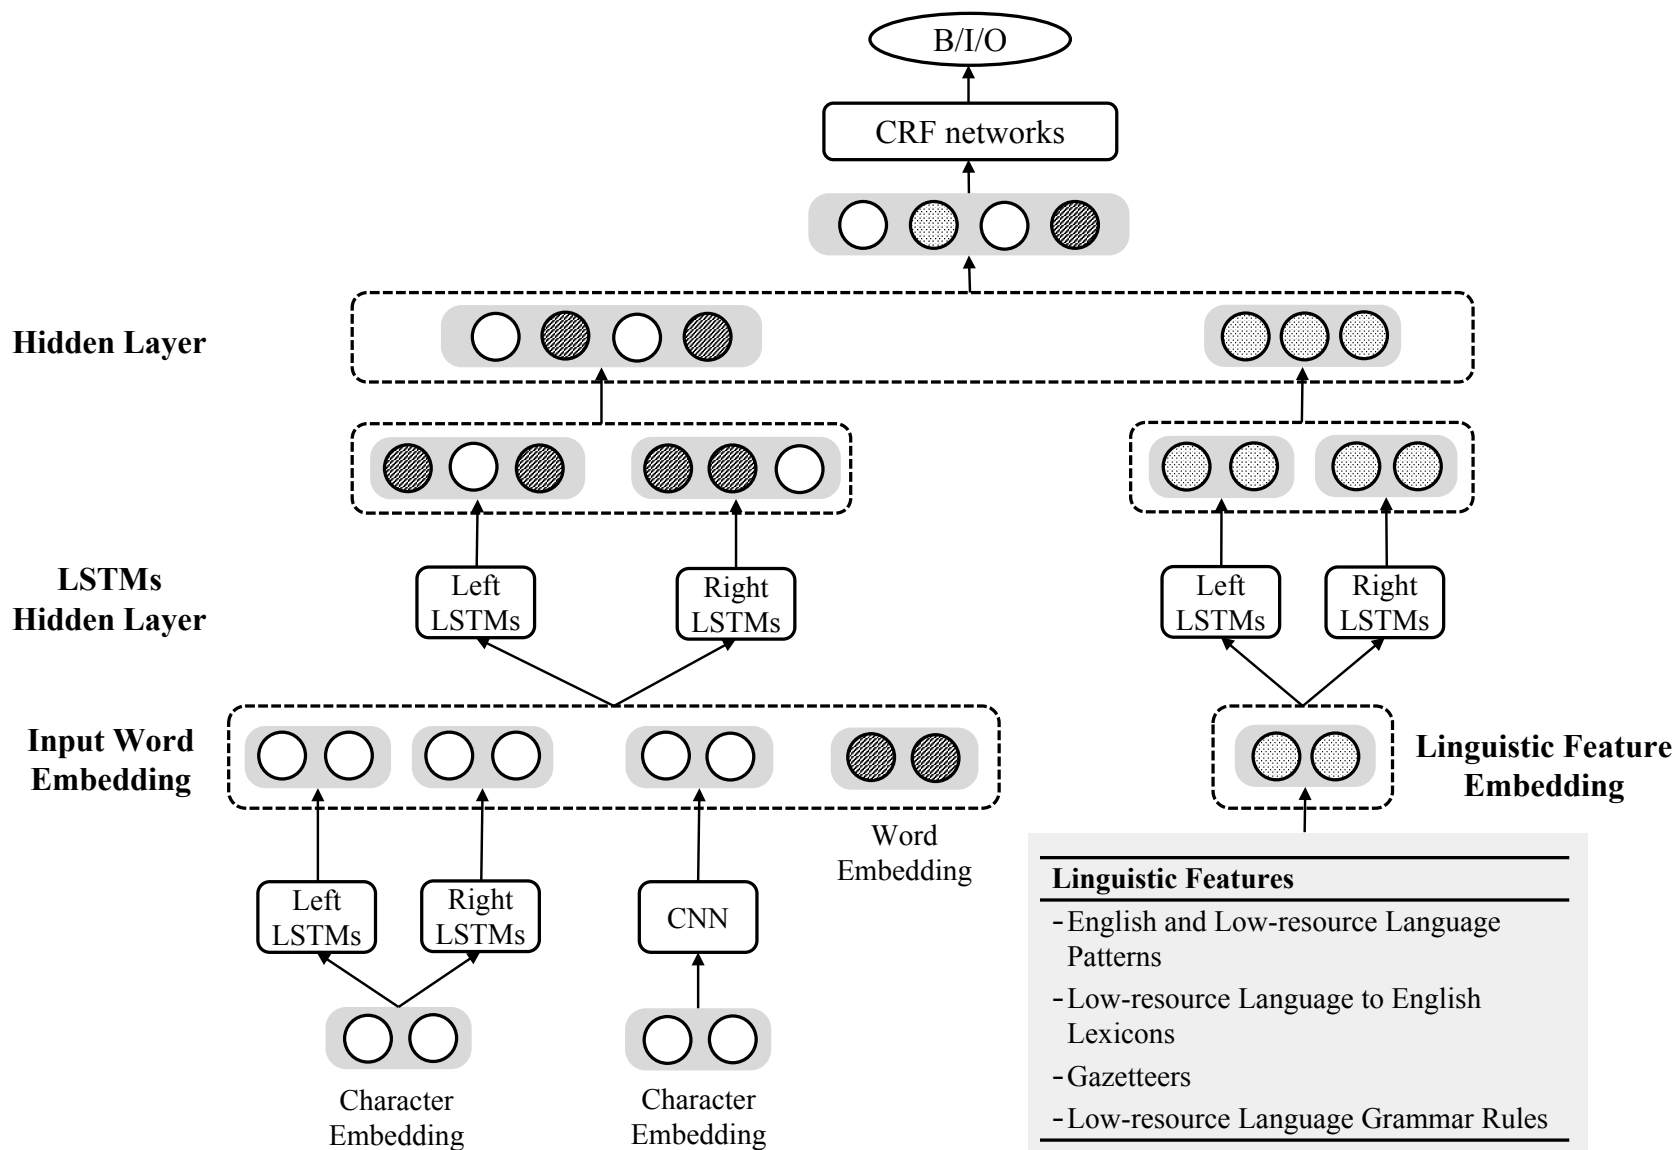 B/I/O
CRF networks
Hidden Layer
LSTMs
Hidden Layer
Left
LSTMs
Right
LSTMs
Left
LSTMs
Right
LSTMs
Input Word
Embedding
Linguistic Feature
Embedding
Word
Embedding
Left
LSTMs
Right
LSTMs
CNN
Character
Embedding
Character
Embedding
Linguistic Features
-English and Low-resource Language
Patterns
-Low-resource Language to English
Lexicons
-Gazetteers
-Low-resource Language Grammar Rules